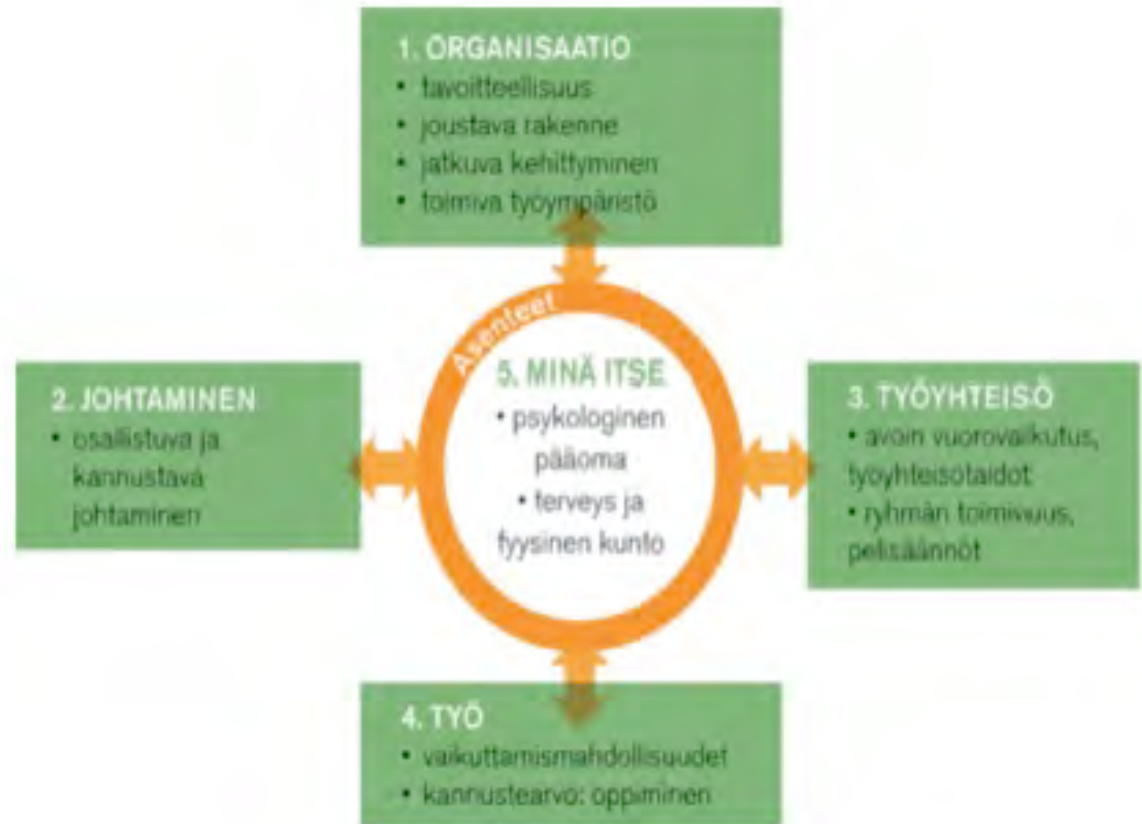 1. ORGANISAATIO
• tavoitteellisuus
• joustava rakenne
• jatkuva kehittyminen
• toimiva työympäristö
Asenteet
5. MINÄ ITSE
• psykologinen
pääoma
• terveys ja
fyysinen kunto
2. JOHTAMINEN
• osallistuva ja
kannustava
johtaminen
3. TYÖYHTEISÖ
• avoin vuorovaikutus,
työyhteisötaidot
• ryhmän toimivuus,
pelisäännöt
4. TYÖ
• vaikuttamismahdollisuudet
• kannustearvo: oppiminen